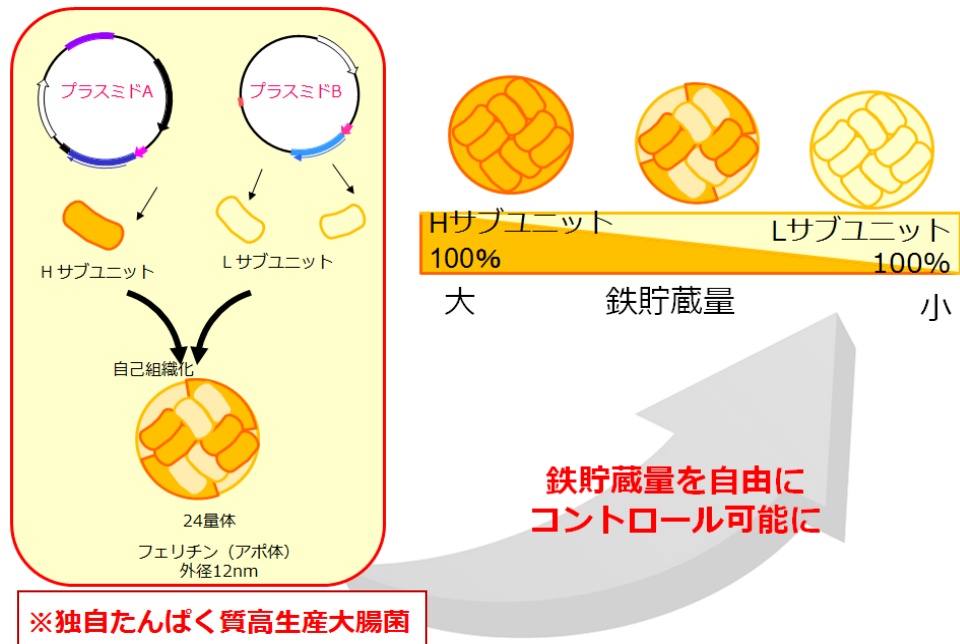 プラスミドA
プラスミドB
H サブユニット
L サブユニット
自己組織化
24量体
フェリチン（アポ体）
外径12nm
※独自たんぱく質高生産大腸菌
Hサブユニット
100%
Lサブユニット
100%
大
鉄貯蔵量
小
鉄貯蔵量を自由に
コントロール可能に